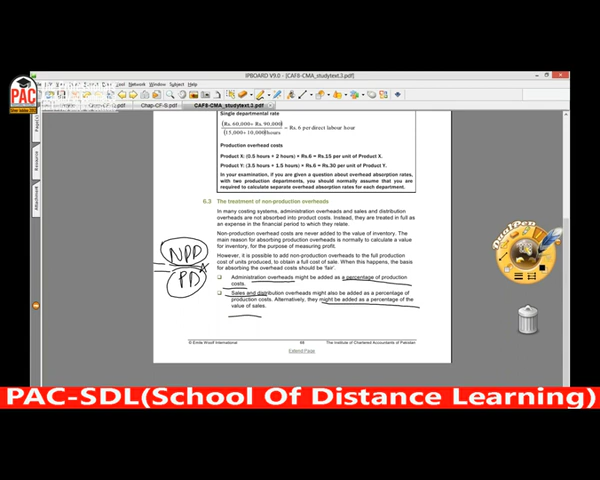 IPBOARD V9.0 - [CAF8-CMA_studytext.3.pdf]
Tool Network Window Subject Help
PAC
Chap-CF-S.pdf CAF8-CMA_studytext.3.pdf
Resource
Attachment
Single departmental rate
(Rs. 60,000 + Rs. 90,000)
(15,000 + 10,000)hours
= Rs. 6 per direct labour hour
Production overhead costs
Product X: (0.5 hours + 2 hours) × Rs.6 = Rs.15 per unit of Product X.
Product Y: (3.5 hours + 1.5 hours) × Rs.6 = Rs.30 per unit of Product Y.
In your examination, if you are given a question about overhead absorption rates,
with two production departments, you should normally assume that you are
required to calculate separate overhead absorption rates for each department.
6.3 The treatment of non-production overheads
In many costing systems, administration overheads and sales and distribution
overheads are not absorbed into product costs. Instead, they are treated in full as
an expense in the financial period to which they relate.
Non-production overhead costs are never added to the value of inventory. The
main reason for absorbing production overheads is normally to calculate a value
for inventory, for the purpose of measuring profit.
However, it is possible to add non-production overheads to the full production
cost of units produced, to obtain a full cost of sale. When this happens, the basis
for absorbing the overhead costs should be 'fair'.
Administration overheads might be added as a percentage of production
costs.
Sales and distribution overheads might also be added as a percentage of
production costs. Alternatively, they might be added as a percentage of the
value of sales.
NPD
PD
DualPen
© Emile Woolf International 98 The Institute of Chartered Accountants of Pakistan
Extend Page
PAC-SDL(School Of Distance Learning)